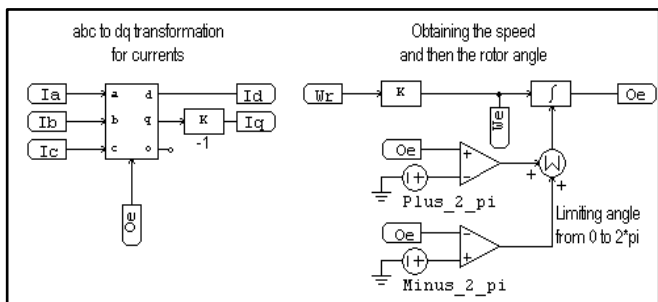 abc to dq transformation
for currents
Ia
Ib
Ic
a
b
c
d
q
o
Id
K
-1
Iq
Oe
Obtaining the speed
and then the rotor angle
Wr
K
We
∫
Oe
Oe
+
-
+
Plus_2_pi
+
+
Limiting angle
from 0 to 2*pi
Oe
-
+
+
Minus_2_pi